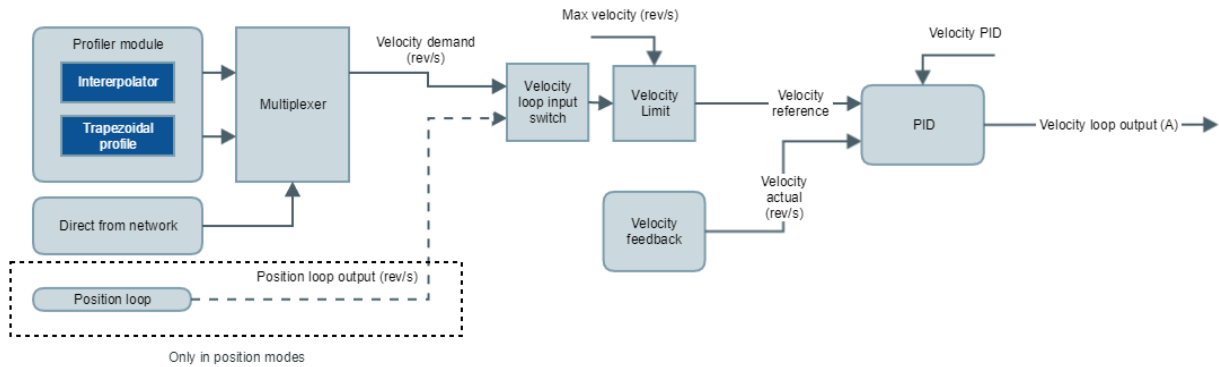 Profiler module
Intererpolator
Trapezoidal
profile
Multiplexer
Direct from network
Velocity demand
(rev/s)
Max velocity (rev/s)
Velocity
loop input
switch
Velocity
Limit
Velocity
reference
Velocity PID
PID
Velocity loop output (A)
Velocity
actual
(rev/s)
Velocity
feedback
Position loop output (rev/s)
Position loop
Only in position modes